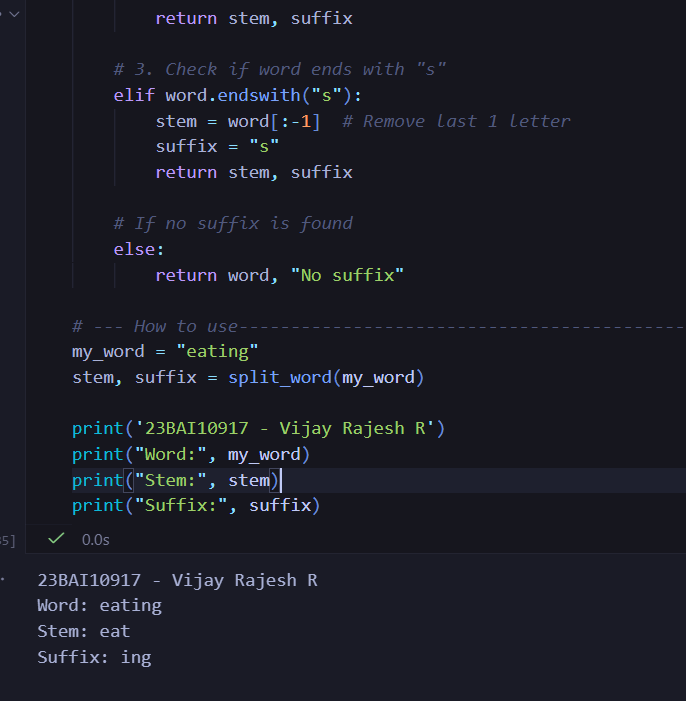 return stem, suffix
# 3. Check if word ends with "s"
elif word.endswith("s"):
stem = word[:-1]  # Remove last 1 letter
suffix = "s"
return stem, suffix
# If no suffix is found
else:
return word, "No suffix"
# --- How to use-------------------------------------------
my_word = "eating"
stem, suffix = split_word(my_word)
print('23BAI10917 - Vijay Rajesh R')
print("Word:", my_word)
print("Stem:", stem)
print("Suffix:", suffix)
5] 0.0s
23BAI10917 - Vijay Rajesh R
Word: eating
Stem: eat
Suffix: ing